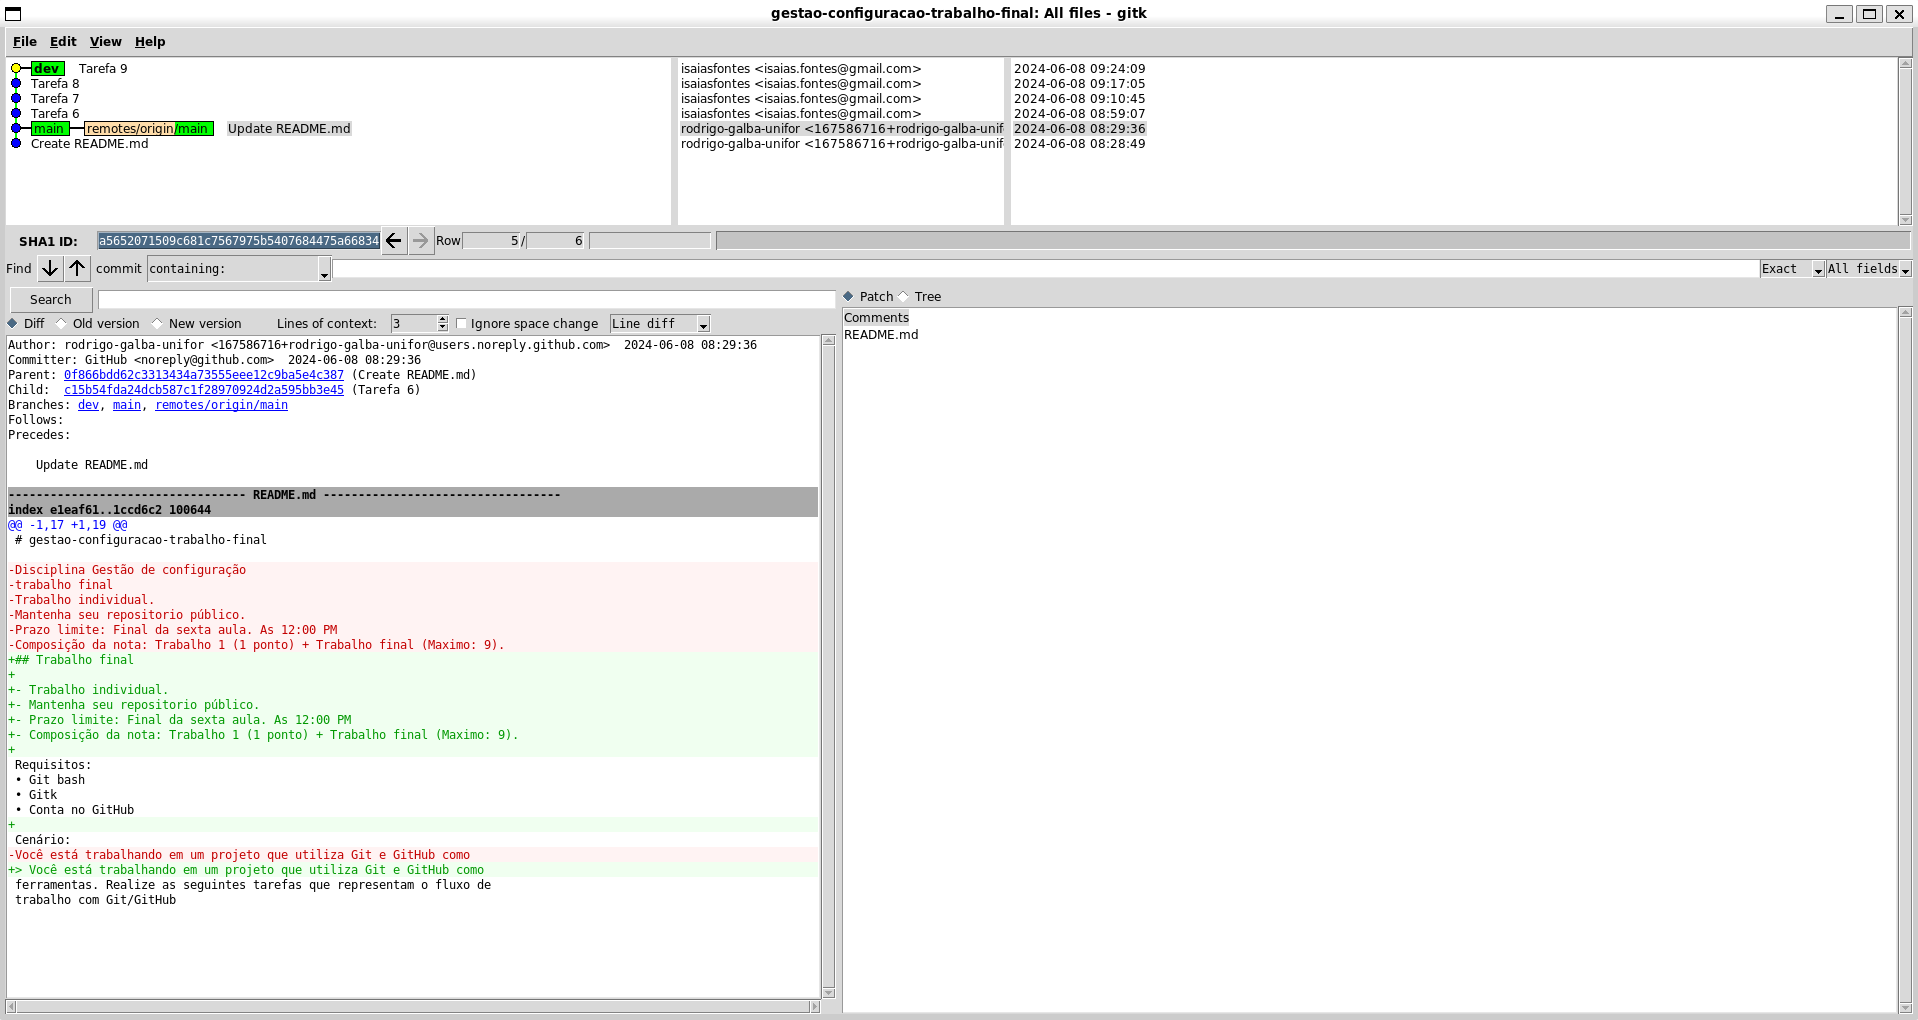 gestao-configuracao-trabalho-final: All files - gitk
File Edit View Help
dev Tarefa 9 isaiasfontes <isaias.fontes@gmail.com> 2024-06-08 09:24:09
Tarefa 8 isaiasfontes <isaias.fontes@gmail.com> 2024-06-08 09:17:05
Tarefa 7 isaiasfontes <isaias.fontes@gmail.com> 2024-06-08 09:10:45
Tarefa 6 isaiasfontes <isaias.fontes@gmail.com> 2024-06-08 08:59:07
main remotes/origin/main Update README.md rodrigo-galba-unifor <167586716+rodrigo-galba-unif 2024-06-08 08:29:36
Create README.md rodrigo-galba-unifor <167586716+rodrigo-galba-unif 2024-06-08 08:28:49
SHA1 ID: a5652071509c681c7567975b5407684475a66834 Row 5 / 6
Find commit containing: Exact All fields
Search
Patch Tree
Diff Old version New version Lines of context: 3 Ignore space change Line diff
Comments
README.md
Author: rodrigo-galba-unifor <167586716+rodrigo-galba-unifor@users.noreply.github.com>  2024-06-08 08:29:36
Committer: GitHub <noreply@github.com>  2024-06-08 08:29:36
Parent: 0f866bdd62c3313434a73555eee12c9ba5e4c387 (Create README.md)
Child:  c15b54fda24dcb587c1f28970924d2a595bb3e45 (Tarefa 6)
Branches: dev, main, remotes/origin/main
Follows:
Precedes:
Update README.md
---------------------------------- README.md ----------------------------------
index e1eaf61..1ccd6c2 100644
@@ -1,17 +1,19 @@
# gestao-configuracao-trabalho-final
-Disciplina Gestão de configuração
-trabalho final
-Trabalho individual.
-Mantenha seu repositorio público.
-Prazo limite: Final da sexta aula. As 12:00 PM
-Composição da nota: Trabalho 1 (1 ponto) + Trabalho final (Maximo: 9).
+## Trabalho final
+
+- Trabalho individual.
+- Mantenha seu repositorio público.
+- Prazo limite: Final da sexta aula. As 12:00 PM
+- Composição da nota: Trabalho 1 (1 ponto) + Trabalho final (Maximo: 9).
+
Requisitos:
• Git bash
• Gitk
• Conta no GitHub
+
Cenário:
-Você está trabalhando em um projeto que utiliza Git e GitHub como
+> Você está trabalhando em um projeto que utiliza Git e GitHub como
ferramentas. Realize as seguintes tarefas que representam o fluxo de
trabalho com Git/GitHub